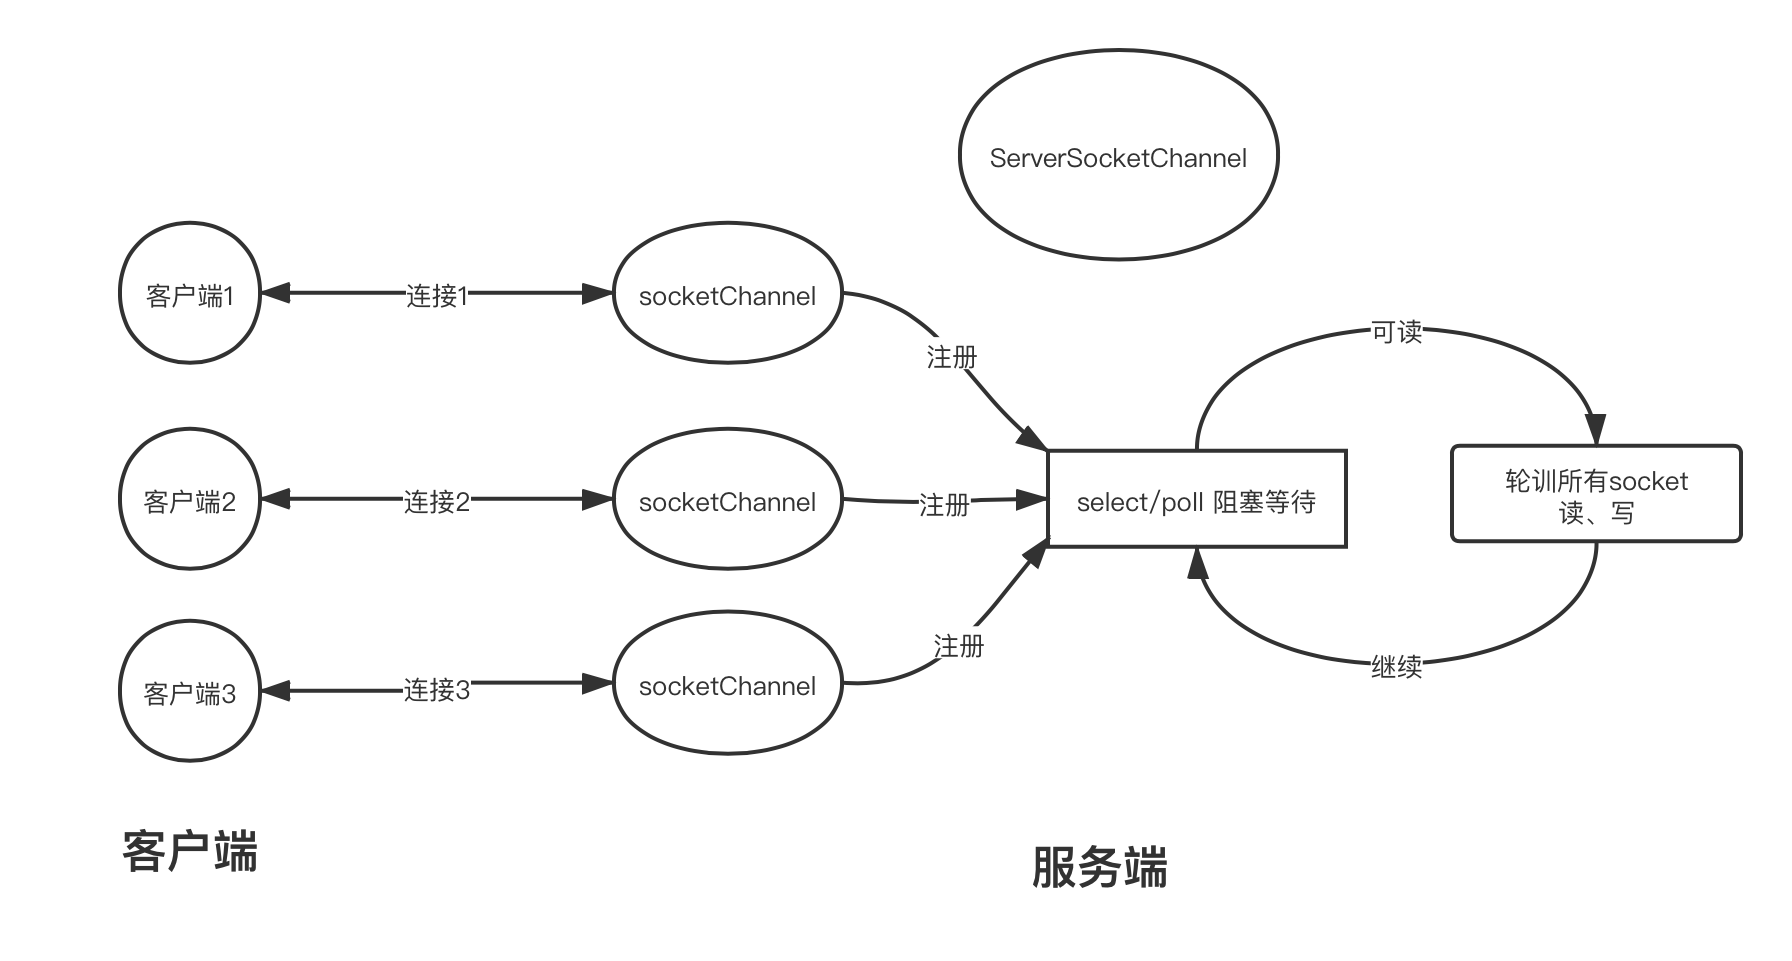 ServerSocketChannel
客户端1
连接1
socketChannel
注册
可读
客户端2
连接2
socketChannel
注册
select/poll 阻塞等待
轮训所有socket
读、写
客户端3
连接3
socketChannel
注册
继续
客户端
服务端